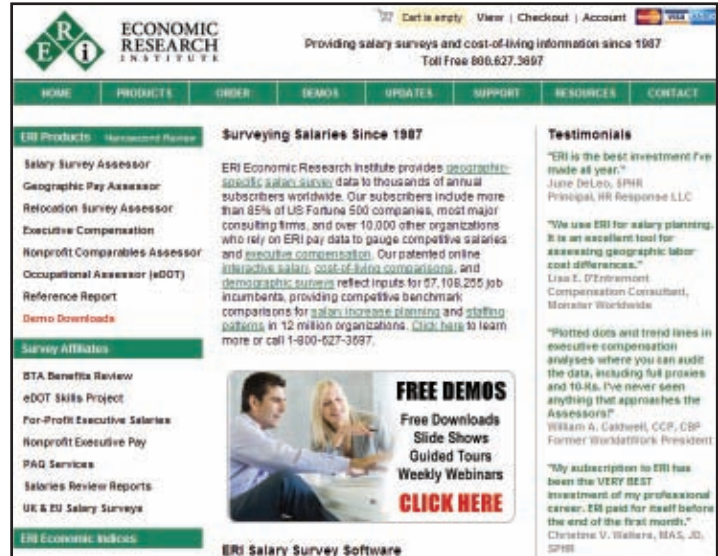 ERi
ECONOMIC
RESEARCH
INSTITUTE
Cart is empty View | Checkout | Account
VISA
Providing salary surveys and cost-of-living information since 1987
Toll Free 800.627.3697
HOME PRODUCTS ORDER DEMOS UPDATES SUPPORT RESOURCES CONTACT
ERI Products
Salary Survey Assessor
Geographic Pay Assessor
Relocation Survey Assessor
Executive Compensation
Nonprofit Comparables Assessor
Occupational Assessor (eDOT)
Reference Report
Demo Downloads
Survey Affiliates
BTA Benefits Review
eDOT Skills Project
For-Profit Executive Salaries
Nonprofit Executive Pay
PAQ Services
Salaries Review Reports
UK & EU Salary Surveys
ERI Economic Indices
Surveying Salaries Since 1987
ERI Economic Research Institute provides geographic-
specific salary survey data to thousands of annual
subscribers worldwide. Our subscribers include more
than 85% of US Fortune 500 companies, most major
consulting firms, and over 10,000 other organizations
who rely on ERI pay data to gauge competitive salaries
and executive compensation. Our patented online
interactive salary, cost-of-living comparisons, and
demographic surveys reflect inputs for 57,108,255 job
incumbents, providing competitive benchmark
comparisons for salary increase planning and staffing
patterns in 12 million organizations. Click here to learn
more or call 1-800-627-3697.
FREE DEMOS
Free Downloads
Slide Shows
Guided Tours
Weekly Webinars
CLICK HERE
ERI Salary Survey Software
Testimonials
"ERI is the best investment I've
made all year."
June DeLeo, SPHR
Principal, HR Response LLC
"We use ERI for salary planning.
It is an excellent tool for
assessing geographic labor
cost differences."
Lisa E. D'Entremont
Compensation Consultant,
Monster Worldwide
"Plotted dots and trend lines in
executive compensation
analyses where you can audit
the data, including full proxies
and 10-Ks. I've never seen
anything that approaches the
Assessors!"
William A. Caldwell, CCP, CBP
Former WorldatWork President
"My subscription to ERI has
been the VERY BEST
investment of my professional
career. ERI paid for itself before
the end of the first month."
Christine V. Walters, MAS, JD,
SPHR